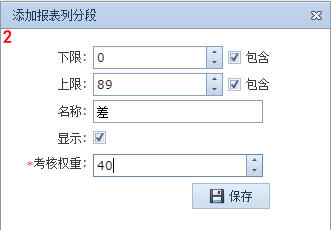 添加报表列分段
2
下限: 0 包含
上限: 89 包含
名称: 差
显示:
*考核权重: 40
保存